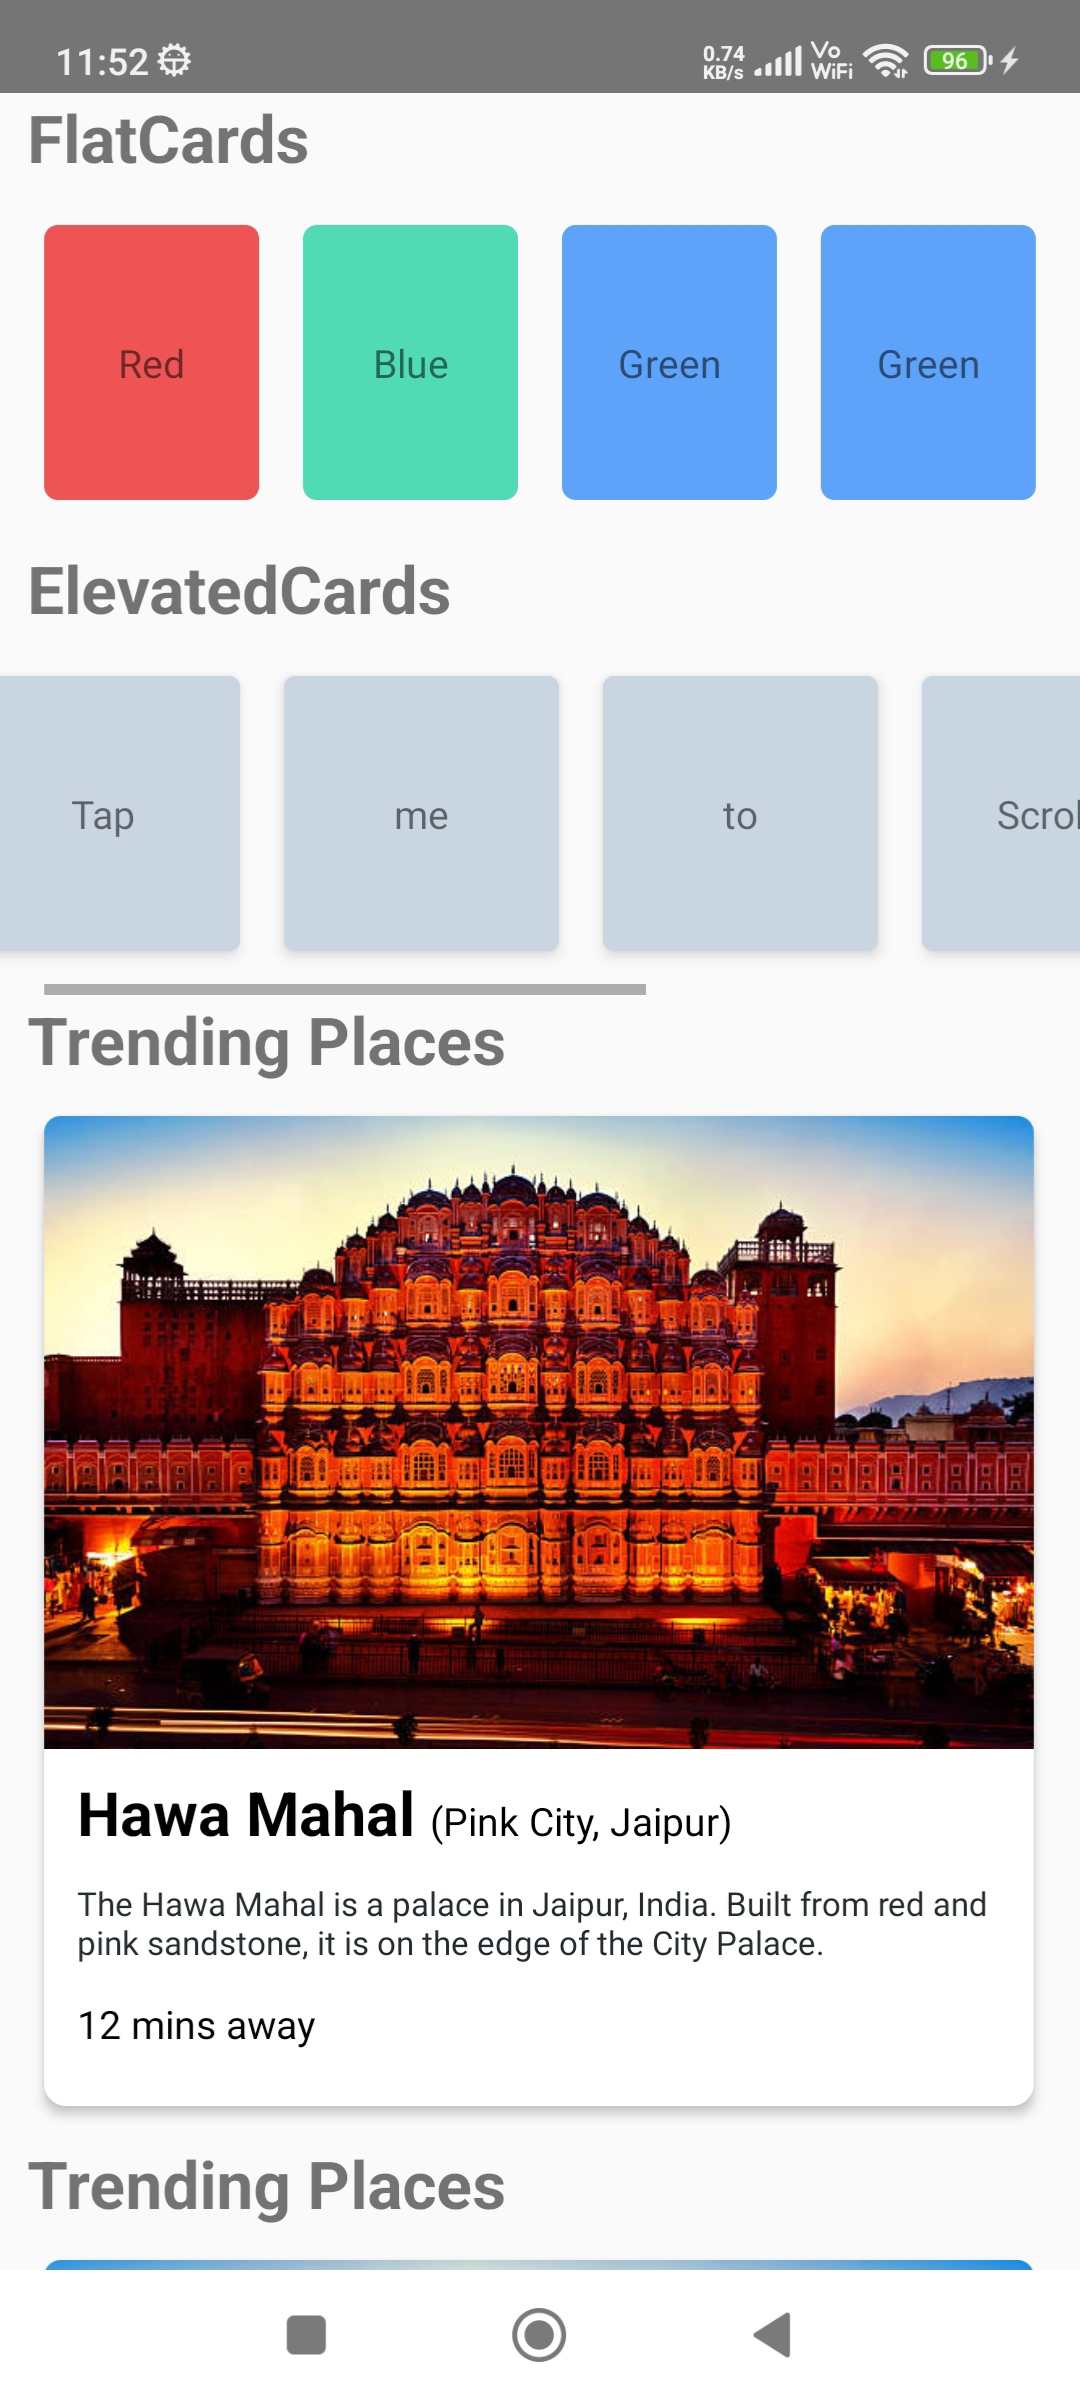 11:52 0.74 KB/s Vo WiFi 96
FlatCards
Red Blue Green Green
ElevatedCards
Tap me to Scrol
Trending Places
Hawa Mahal (Pink City, Jaipur)
The Hawa Mahal is a palace in Jaipur, India. Built from red and
pink sandstone, it is on the edge of the City Palace.
12 mins away
Trending Places